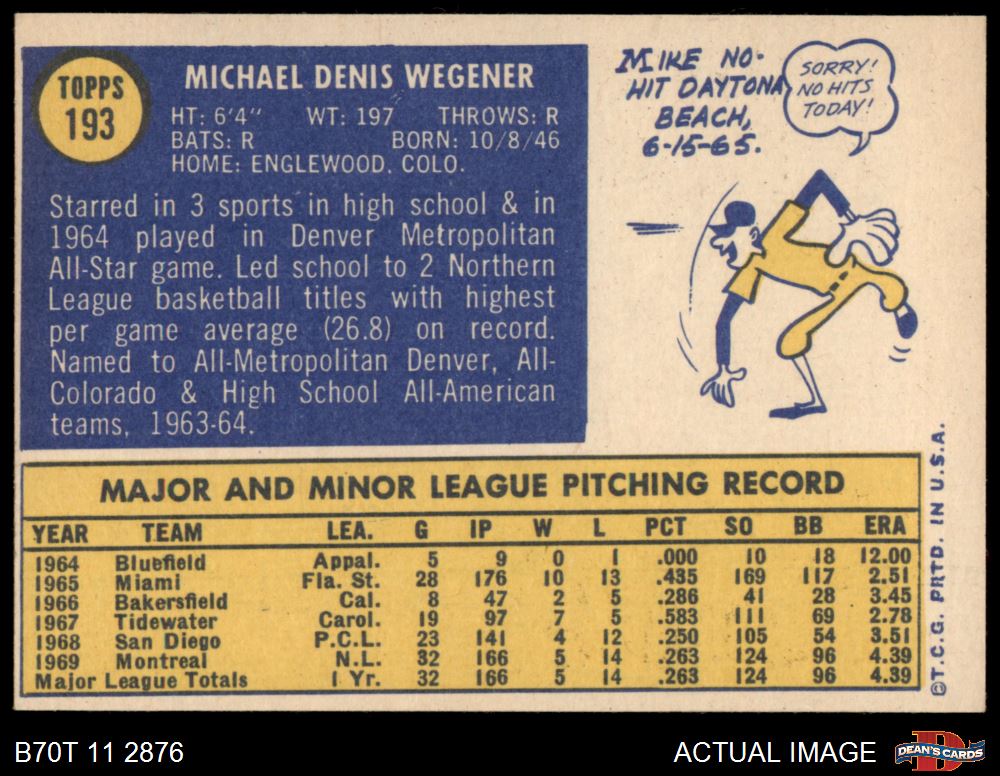 TOPPS
193
MICHAEL DENIS WEGENER
HT: 6'4" WT: 197 THROWS: R
BATS: R BORN: 10/8/46
HOME: ENGLEWOOD, COLO.
Starred in 3 sports in high school & in
1964 played in Denver Metropolitan
All-Star game. Led school to 2 Northern
League basketball titles with highest
per game average (26.8) on record.
Named to All-Metropolitan Denver, All-
Colorado & High School All-American
teams, 1963-64.
MIKE NO-
HIT DAYTONA
BEACH,
6-15-65.
SORRY!
NO HITS
TODAY!
MAJOR AND MINOR LEAGUE PITCHING RECORD
YEAR TEAM LEA. G IP W L PCT SO BB ERA
1964 Bluefield Appal. 5 9 0 1 .000 10 18 12.00
1965 Miami Fla. St. 28 176 10 13 .435 169 117 2.51
1966 Bakersfield Cal. 8 47 2 5 .286 41 28 3.45
1967 Tidewater Carol. 19 97 7 5 .583 111 69 2.78
1968 San Diego P.C.L. 23 141 4 12 .250 105 54 3.51
1969 Montreal N.L. 32 166 5 14 .263 124 96 4.39
Major League Totals 1 Yr. 32 166 5 14 .263 124 96 4.39
©T.C.G. PRTD. IN U.S.A.
B70T 11 2876
ACTUAL IMAGE
D
DEAN'S CARDS